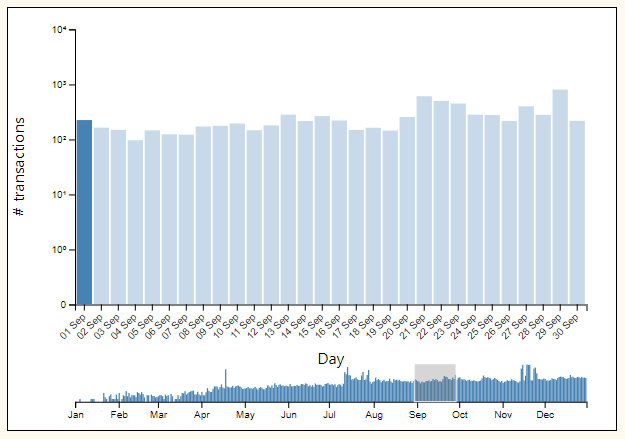 # transactions
10⁴
10³
10²
10¹
10⁰
0
01 Sep
02 Sep
03 Sep
04 Sep
05 Sep
06 Sep
07 Sep
08 Sep
09 Sep
10 Sep
11 Sep
12 Sep
13 Sep
14 Sep
15 Sep
16 Sep
17 Sep
18 Sep
19 Sep
20 Sep
21 Sep
22 Sep
23 Sep
24 Sep
25 Sep
26 Sep
27 Sep
28 Sep
29 Sep
30 Sep
Day
Jan Feb Mar Apr May Jun Jul Aug Sep Oct Nov Dec